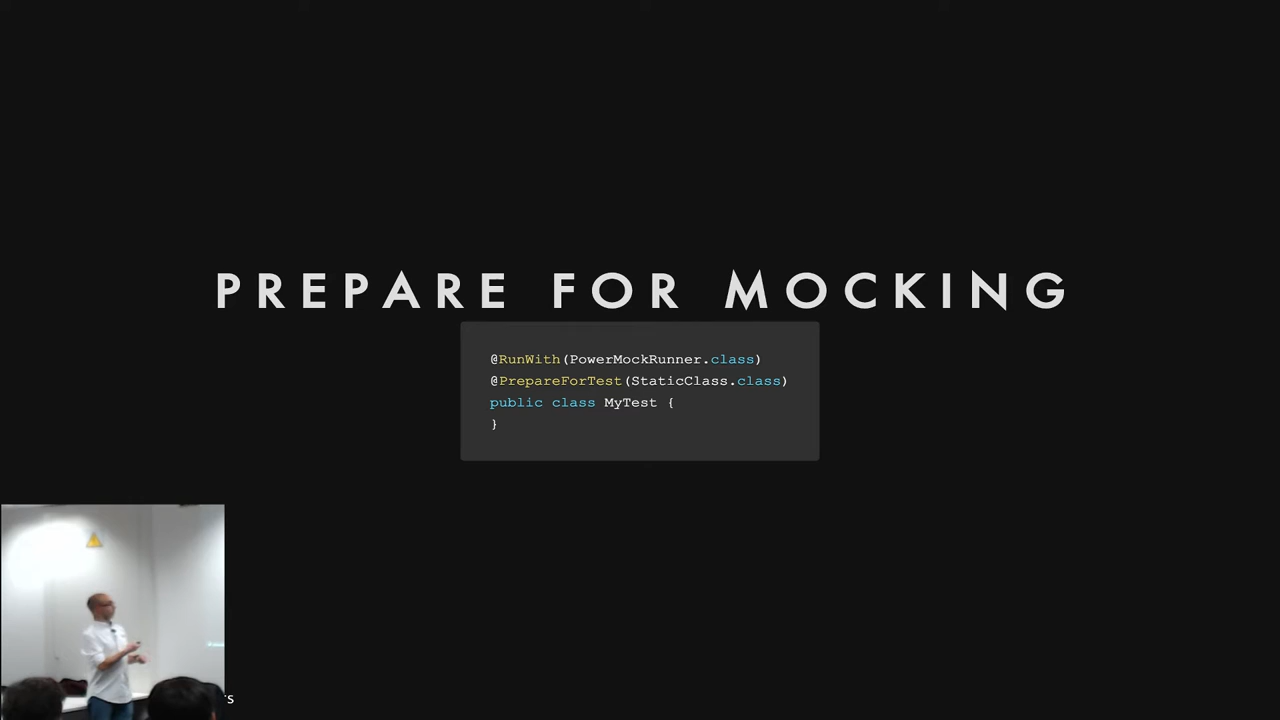 PREPARE FOR MOCKING
@RunWith(PowerMockRunner.class)
@PrepareForTest(StaticClass.class)
public class MyTest {
}